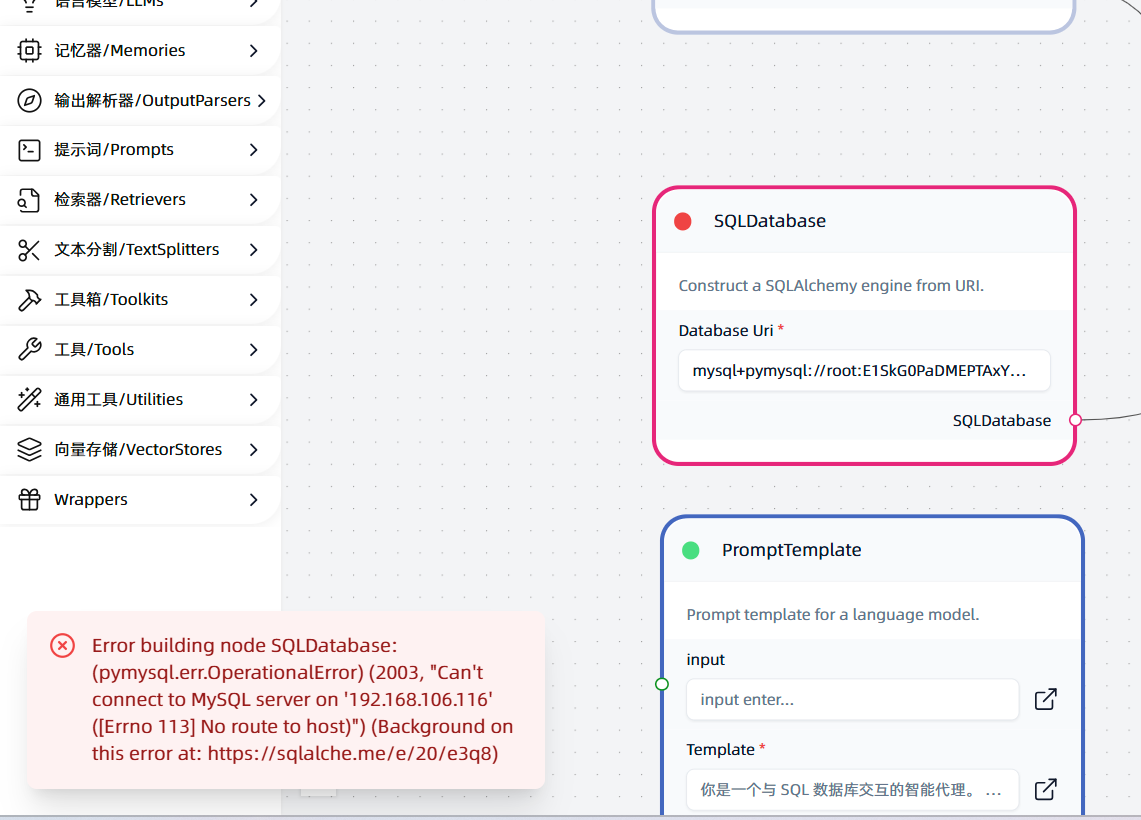 语言模型/LLMs
记忆器/Memories
输出解析器/OutputParsers
提示词/Prompts
检索器/Retrievers
文本分割/TextSplitters
工具箱/Toolkits
工具/Tools
通用工具/Utilities
向量存储/VectorStores
Wrappers
SQLDatabase
Construct a SQLAlchemy engine from URI.
Database Uri *
mysql+pymysql://root:E1SkG0PaDMEPTAxY...
SQLDatabase
PromptTemplate
Prompt template for a language model.
input
input enter...
Template *
你是一个与 SQL 数据库交互的智能代理。 ...
Error building node SQLDatabase:
(pymysql.err.OperationalError) (2003, "Can't
connect to MySQL server on '192.168.106.116'
([Errno 113] No route to host)") (Background on
this error at: https://sqlalche.me/e/20/e3q8)